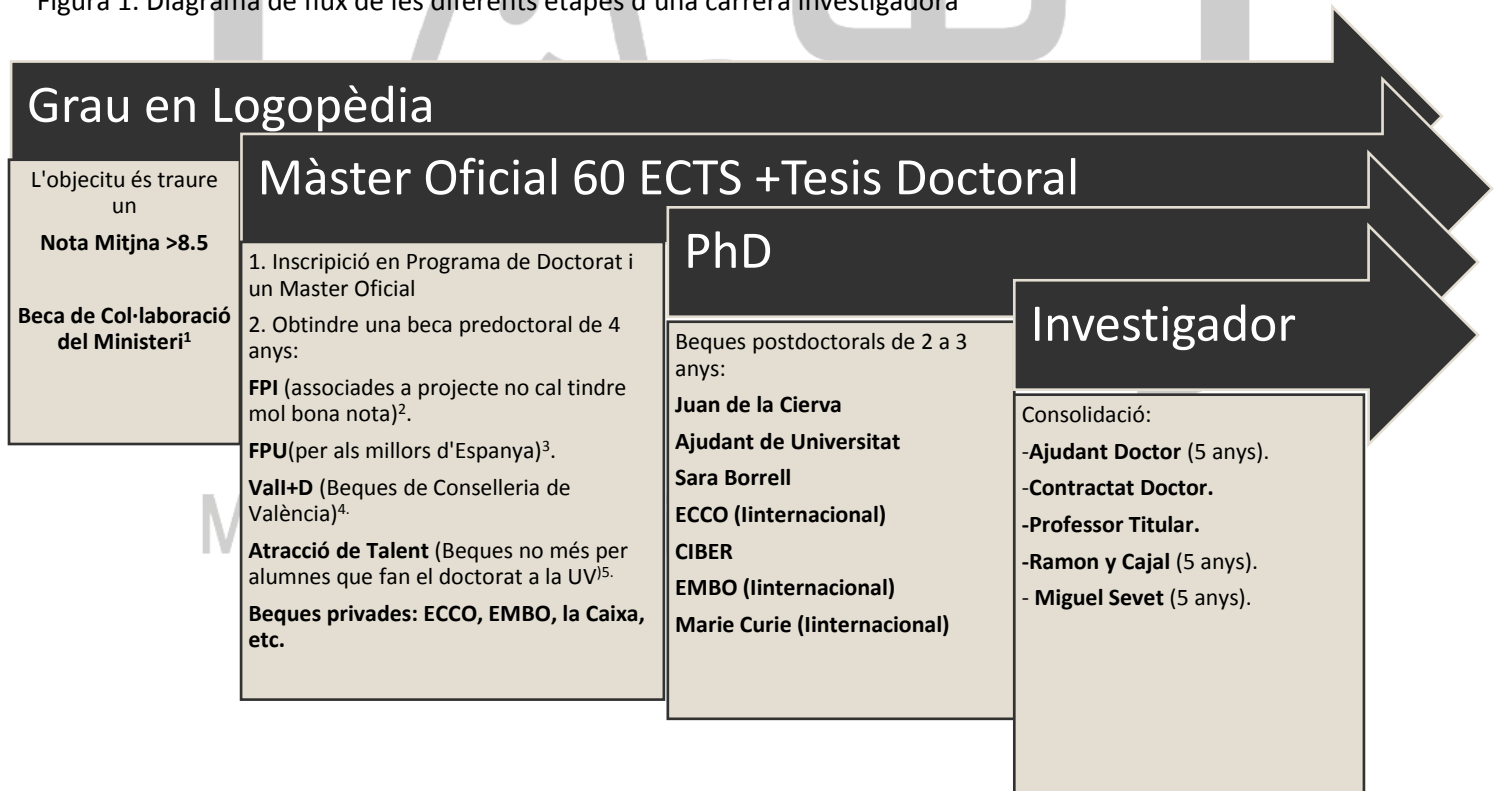 Figura 1. Diagrama de flux de les diferents etapes d'una carrera investigadora
Grau en Logopèdia
L'objecitu és traure
un
Nota Mitjna >8.5
Beca de Col·laboració
del Ministeri1
Màster Oficial 60 ECTS +Tesis Doctoral
1. Inscripició en Programa de Doctorat i
un Master Oficial
2. Obtindre una beca predoctoral de 4
anys:
FPI (associades a projecte no cal tindre
mol bona nota)2.
FPU(per als millors d'Espanya)3.
ValI+D (Beques de Conselleria de
València)4.
Atracció de Talent (Beques no més per
alumnes que fan el doctorat a la UV)5.
Beques privades: ECCO, EMBO, la Caixa,
etc.
PhD
Beques postdoctorals de 2 a 3
anys:
Juan de la Cierva
Ajudant de Universitat
Sara Borrell
ECCO (Iinternacional)
CIBER
EMBO (Iinternacional)
Marie Curie (Iinternacional)
Investigador
Consolidació:
-Ajudant Doctor (5 anys).
-Contractat Doctor.
-Professor Titular.
-Ramon y Cajal (5 anys).
- Miguel Sevet (5 anys).